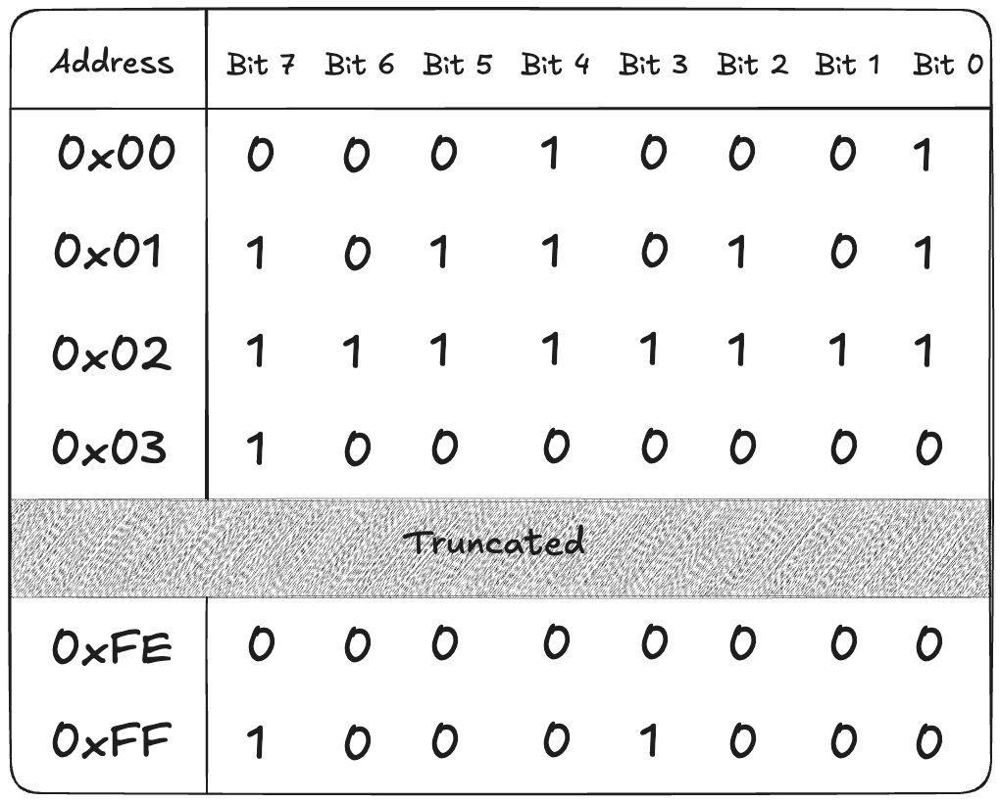 Address Bit 7 Bit 6 Bit 5 Bit 4 Bit 3 Bit 2 Bit 1 Bit 0
0x00 0 0 0 1 0 0 0 1
0x01 1 0 1 1 0 1 0 1
0x02 1 1 1 1 1 1 1 1
0x03 1 0 0 0 0 0 0 0
Truncated
0xFE 0 0 0 0 0 0 0 0
0xFF 1 0 0 0 1 0 0 0